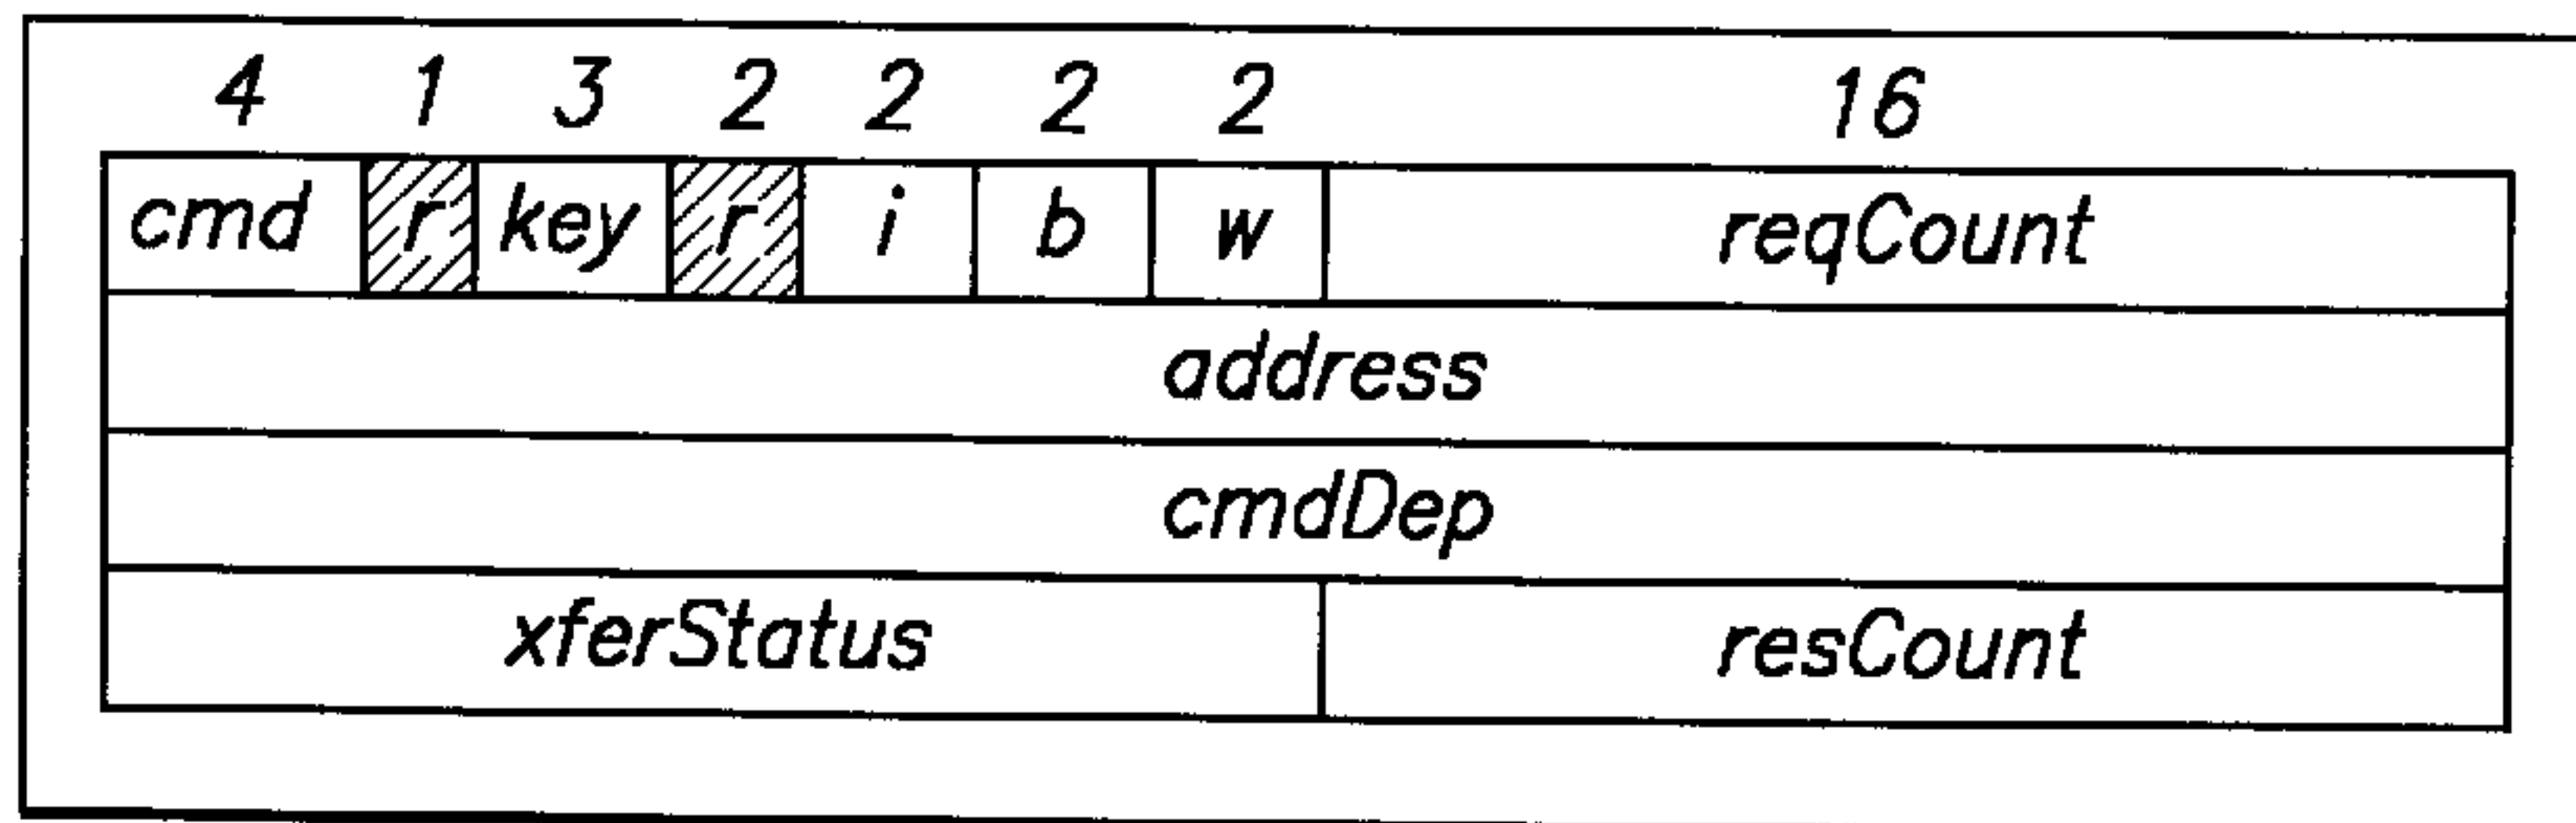 4 1 3 2 2 2 2 16
cmd r key r i b w reqCount
address
cmdDep
xferStatus resCount